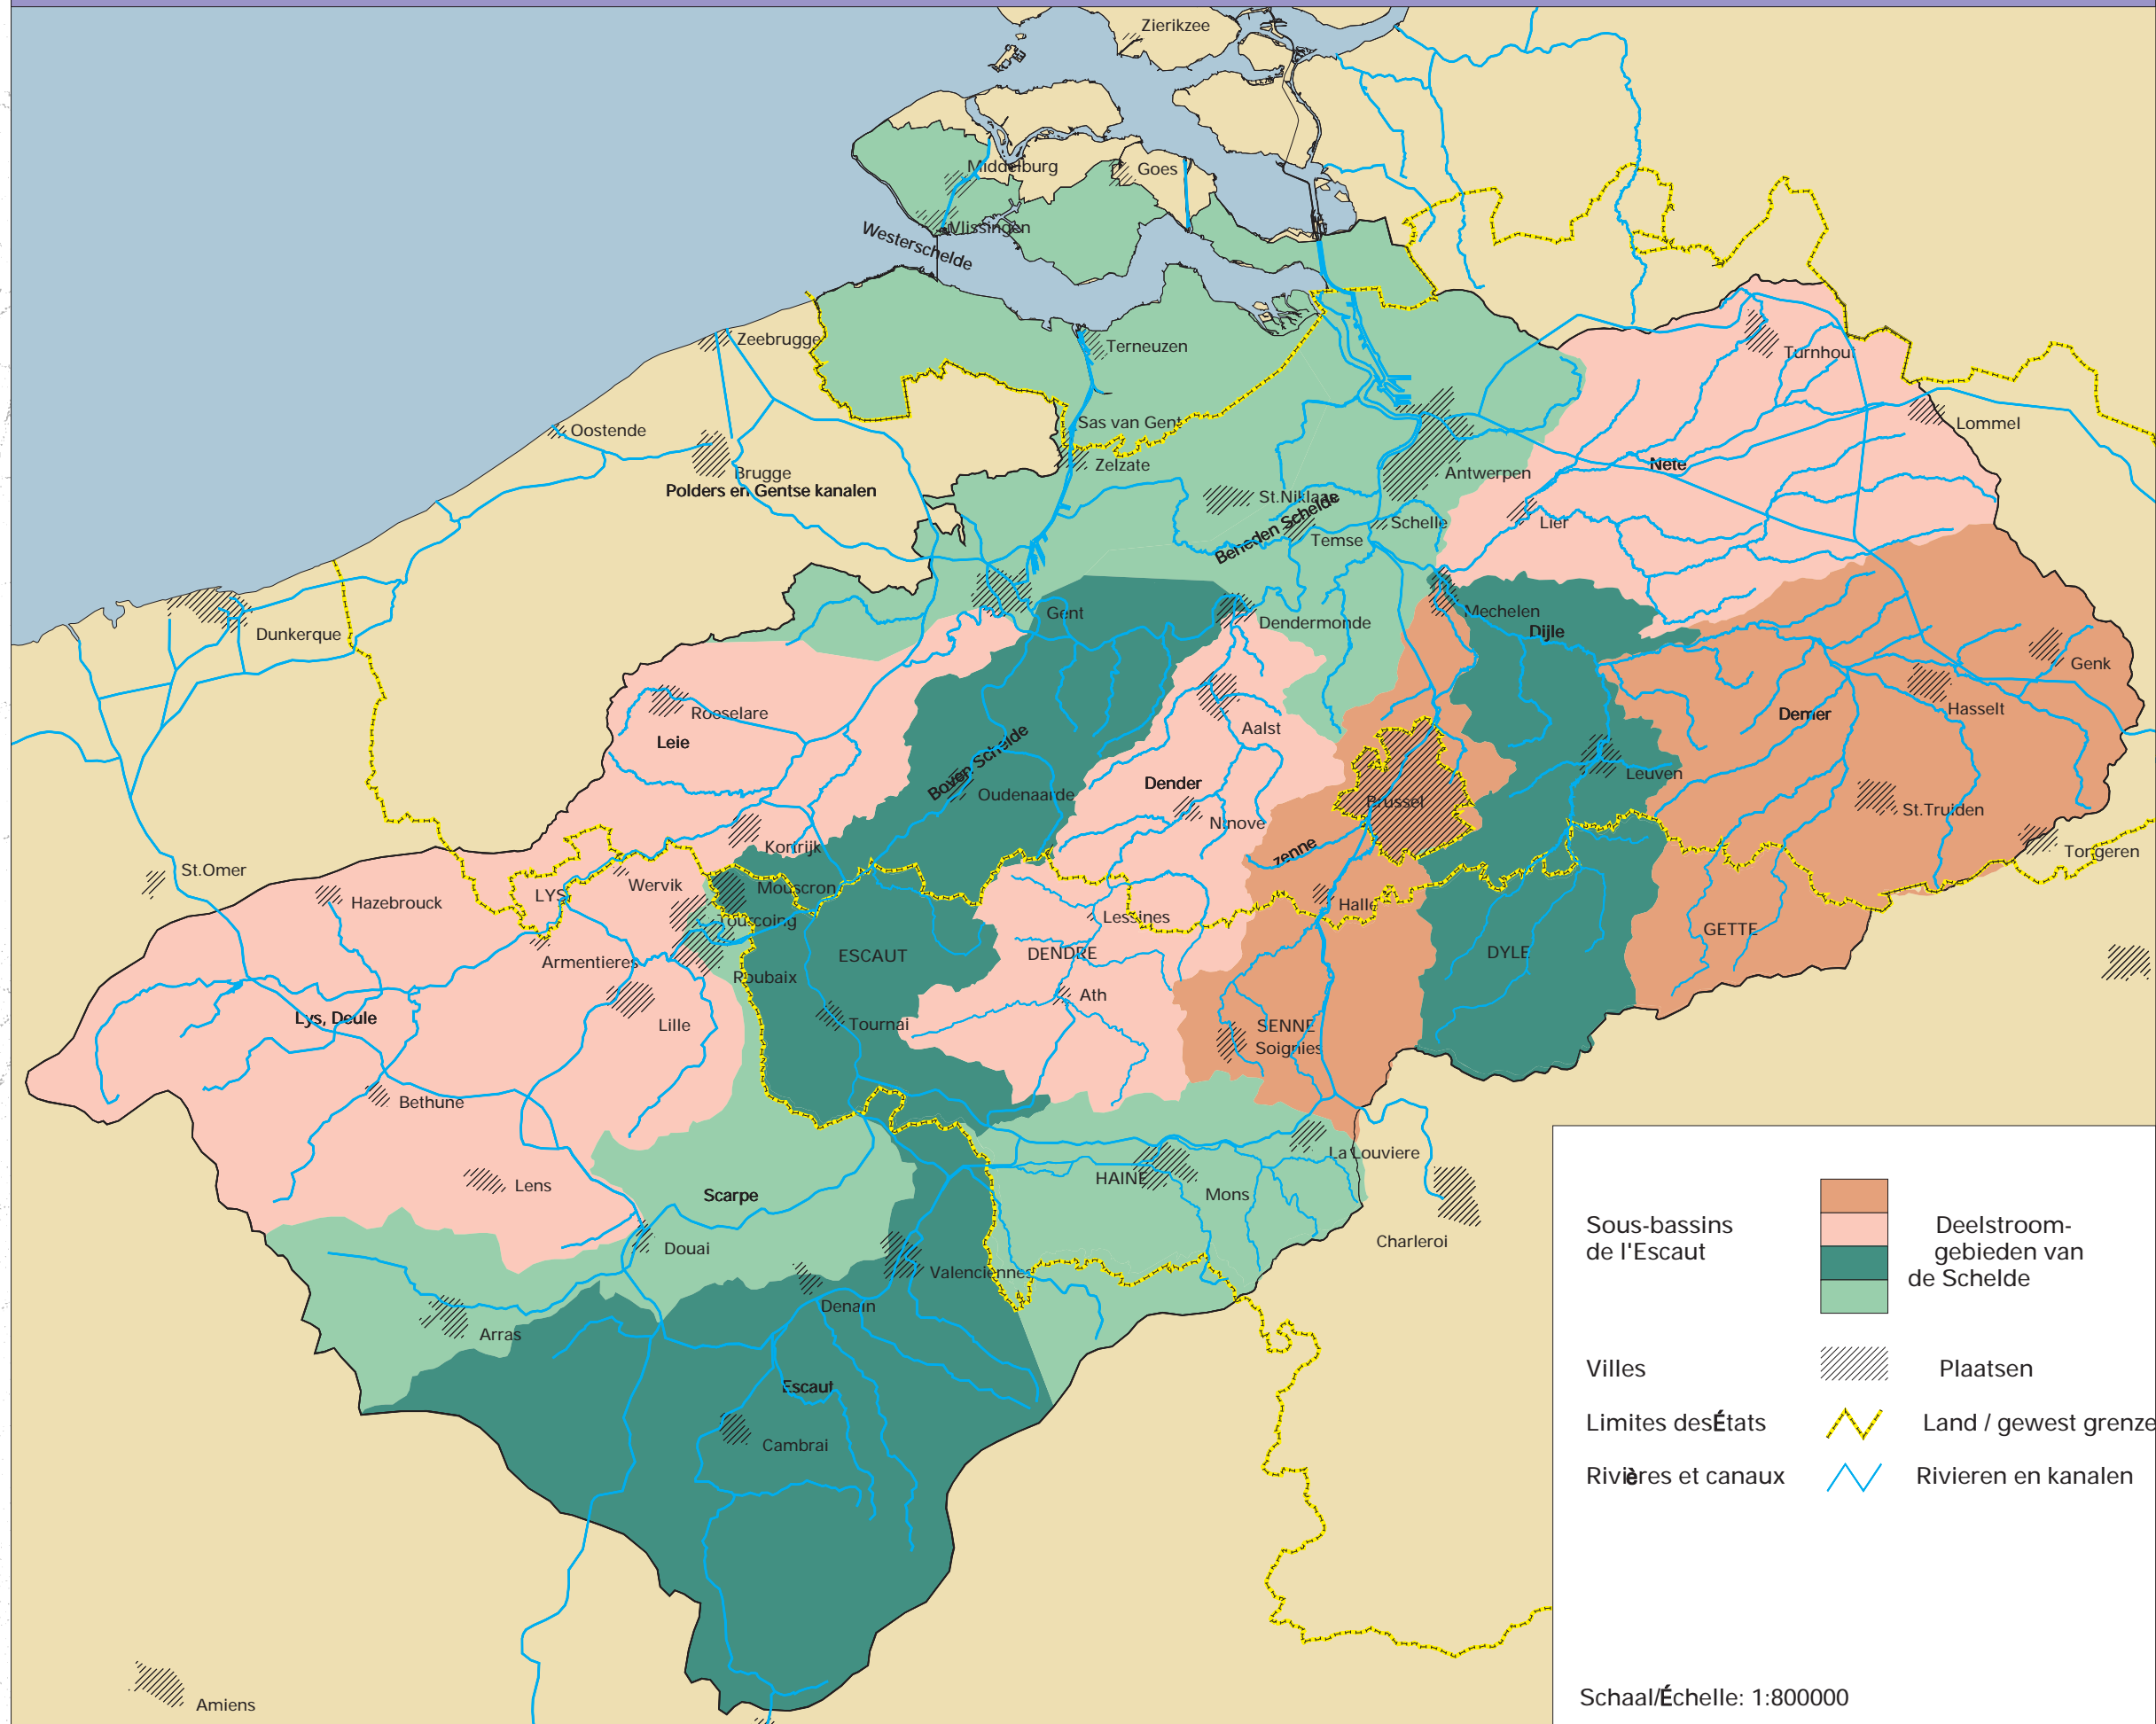 Zierikzee
Middelburg
Goes
Vlissingen
Westerschelde
Zeebrugge
Terneuzen
Turnhout
Oostende
Sas van Gent
Lommel
Brugge
Zelzate
Antwerpen
Nete
Polders en Gentse kanalen
St.Niklaas
Beneden Schelde
Schelle
Lier
Temse
Dunkerque
Gent
Dendermonde
Mechelen
Dijle
Genk
Roeselare
Leie
Aalst
Demer
Hasselt
Boven Schelde
Oudenaarde
Dender
Leuven
Brussel
Ninove
St.Truiden
Kortrijk
zenne
Tongeren
St.Omer
Hazebrouck
LYS
Wervik
Mouscron
Halle
Tourcoing
Lessines
GETTE
Armentieres
ESCAUT
DENDRE
DYLE
Roubaix
Ath
Lys, Deule
Lille
Tournai
SENNE
Soignies
Bethune
La Louviere
Lens
Scarpe
HAINE
Mons
Douai
Charleroi
Valenciennes
Denain
Arras
Escaut
Cambrai
Amiens
Sous-bassins
de l'Escaut
Deelstroom-
gebieden van
de Schelde
Villes
Plaatsen
Limites desÉtats
Land / gewest grenze
Rivières et canaux
Rivieren en kanalen
Schaal/Échelle: 1:800000